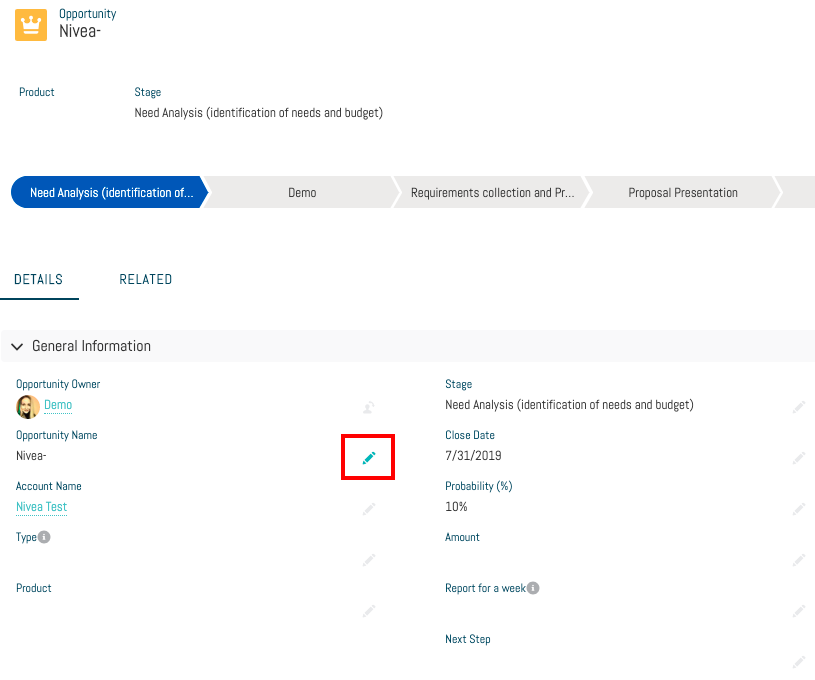 Opportunity
Nivea-
Product
Stage
Need Analysis (identification of needs and budget)
Need Analysis (identification of...
Demo
Requirements collection and Pr...
Proposal Presentation
DETAILS
RELATED
General Information
Opportunity Owner
Demo
Stage
Need Analysis (identification of needs and budget)
Opportunity Name
Nivea-
Close Date
7/31/2019
Account Name
Nivea Test
Probability (%)
10%
Type
Amount
Product
Report for a week
Next Step